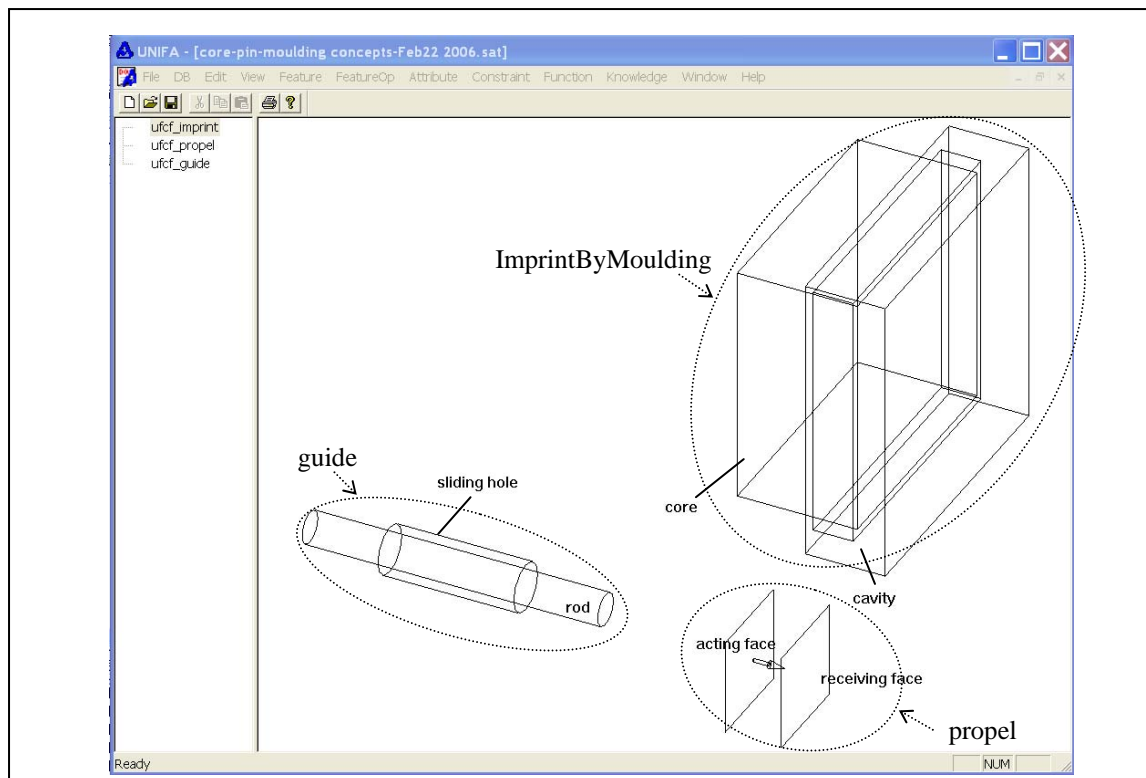 UNIFA - [core-pin-moulding concepts-Feb22 2006.sat]
File DB Edit View Feature FeatureOp Attribute Constraint Function Knowledge Window Help
ufcf_imprint
ufcf_propel
ufcf_guide
ImprintByMoulding
guide
sliding hole
core
rod
cavity
acting face
receiving face
propel
Ready
NUM